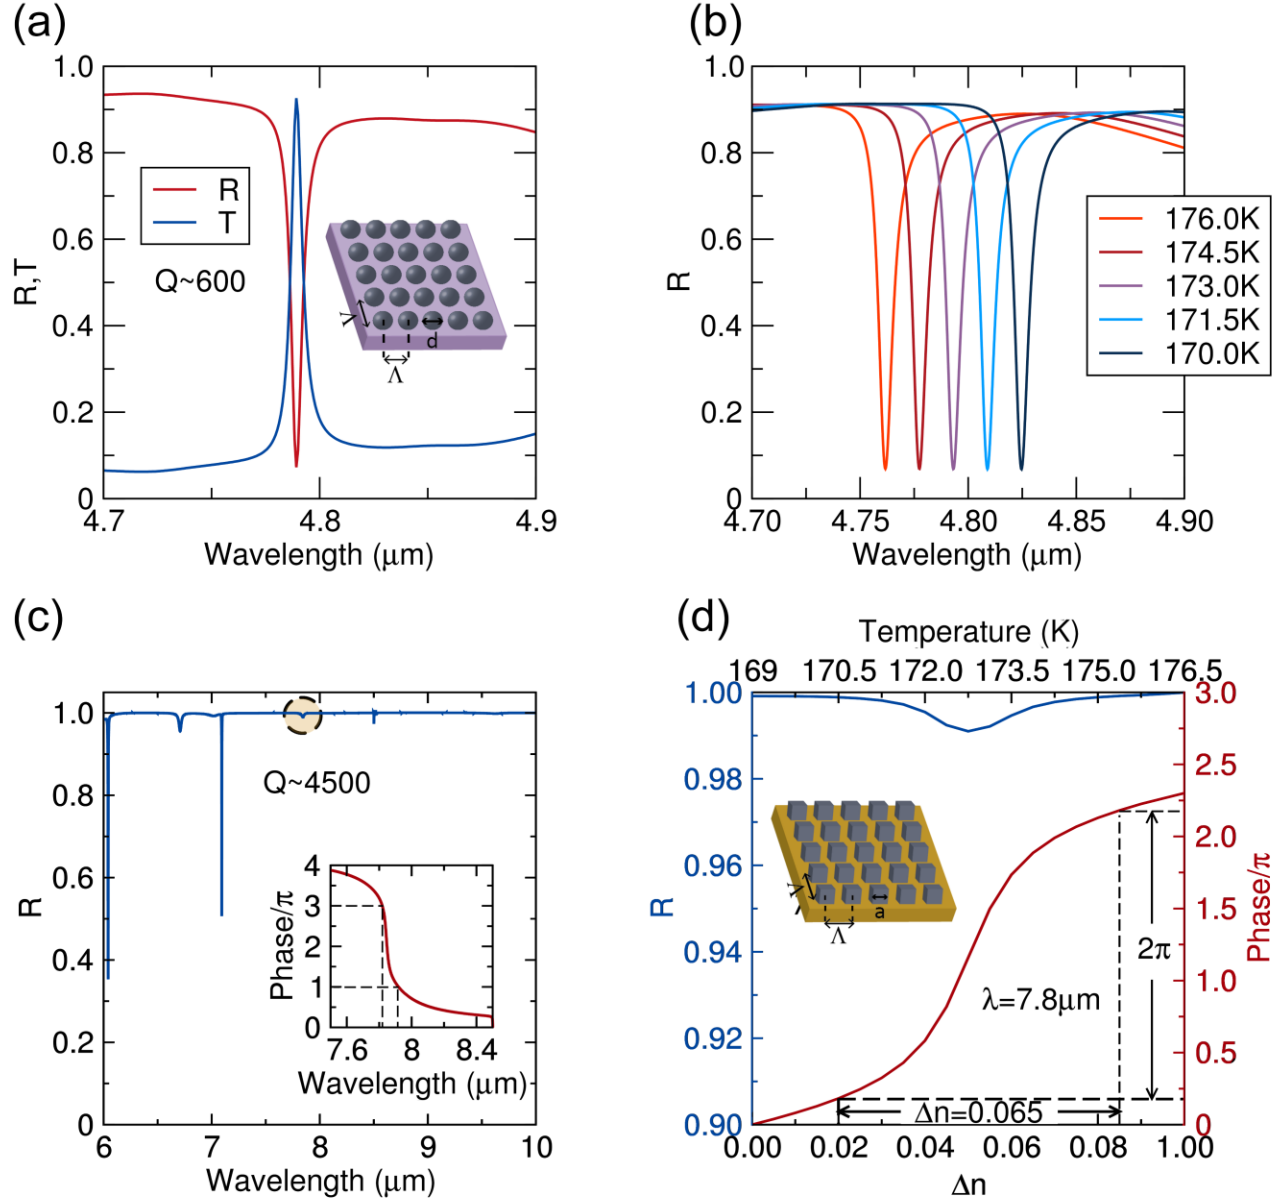 (a)
1.0
0.8
0.6
0.4
0.2
0
R,T
R
T
Q~600
Λ
d
Λ
4.7
4.8
4.9
Wavelength (μm)
(b)
1.0
0.8
0.6
0.4
0.2
0
R
176.0K
174.5K
173.0K
171.5K
170.0K
4.70
4.75
4.80
4.85
4.90
Wavelength (μm)
(c)
1.0
0.8
0.6
0.4
0.2
0
R
Q~4500
4
3
2
1
0
Phase/π
7.6
8
8.4
Wavelength (μm)
6
7
8
9
10
Wavelength (μm)
(d)
Temperature (K)
169
170.5
172.0
173.5
175.0
176.5
1.00
0.98
0.96
0.94
0.92
0.90
R
3.0
2.5
2.0
1.5
1.0
0.5
0
Phase/π
Λ
a
Λ
2π
λ=7.8μm
Δn=0.065
0.00
0.02
0.04
0.06
0.08
1.00
Δn